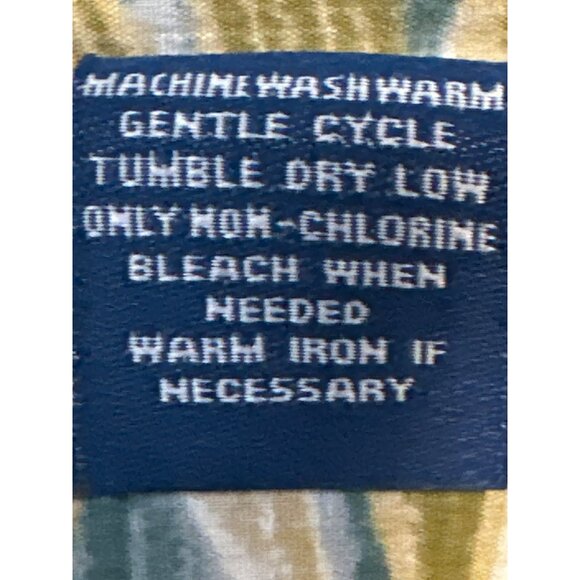 MACHINE WASH WARM
GENTLE CYCLE
TUMBLE DRY LOW
ONLY NON-CHLORINE
BLEACH WHEN
NEEDED
WARM IRON IF
NECESSARY